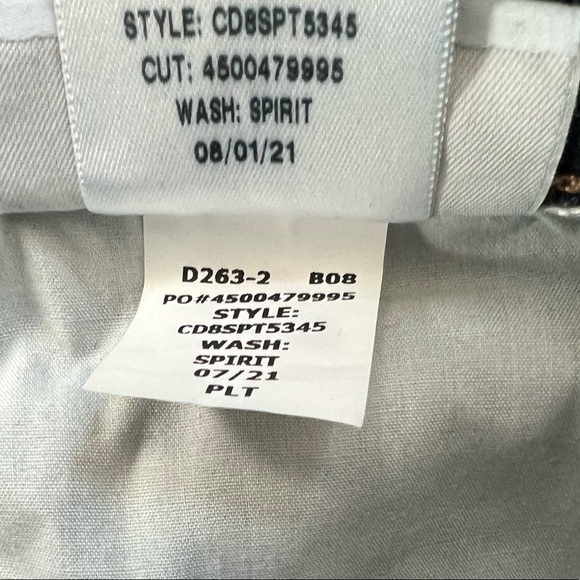 STYLE: CD8SPT5345
CUT: 4500479995
WASH: SPIRIT
08/01/21
D263-2 B08
PO#4500479995
STYLE:
CD8SPT5345
WASH:
SPIRIT
07/21
PLT